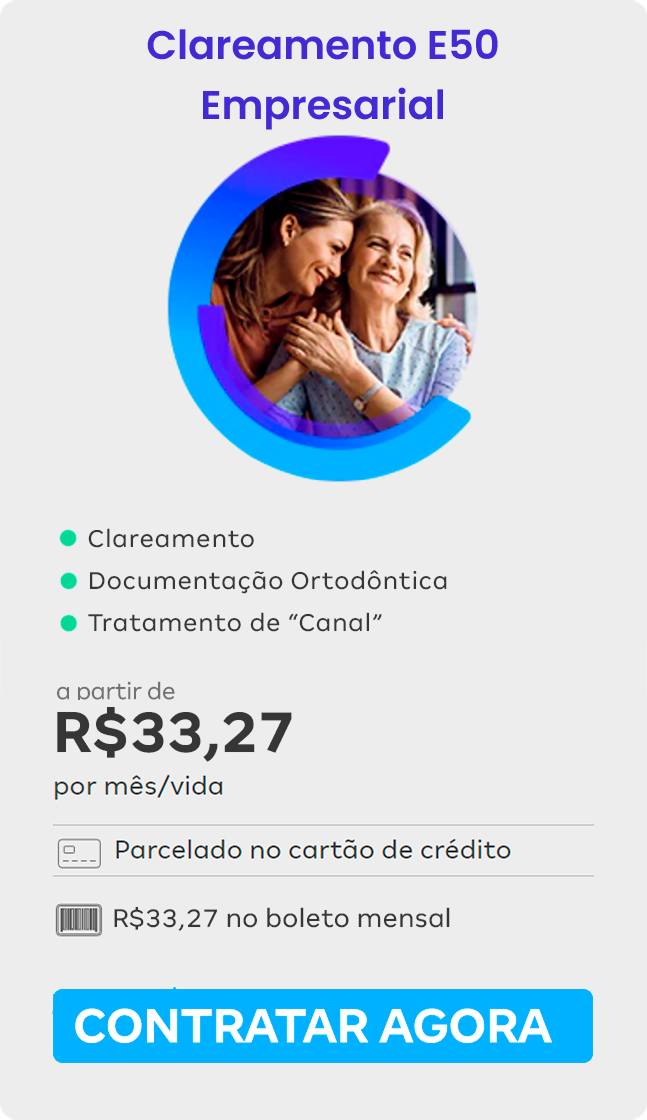 Clareamento E50
Empresarial
Clareamento
Documentação Ortodôntica
Tratamento de “Canal”
a partir de
R$33,27
por mês/vida
Parcelado no cartão de crédito
R$33,27 no boleto mensal
CONTRATAR AGORA